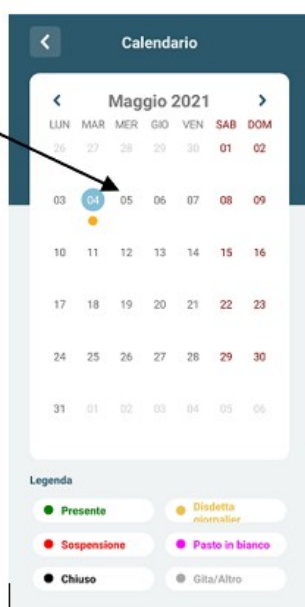 Calendario
Maggio 2021
LUN MAR MER GIO VEN SAB DOM
26 27 28 29 30 01 02
03 04 05 06 07 08 09
10 11 12 13 14 15 16
17 18 19 20 21 22 23
24 25 26 27 28 29 30
31 01 02 03 04 05 06
Legenda
Presente
Disdetta
giornalier
Sospensione
Pasto in bianco
Chiuso
Gita/Altro